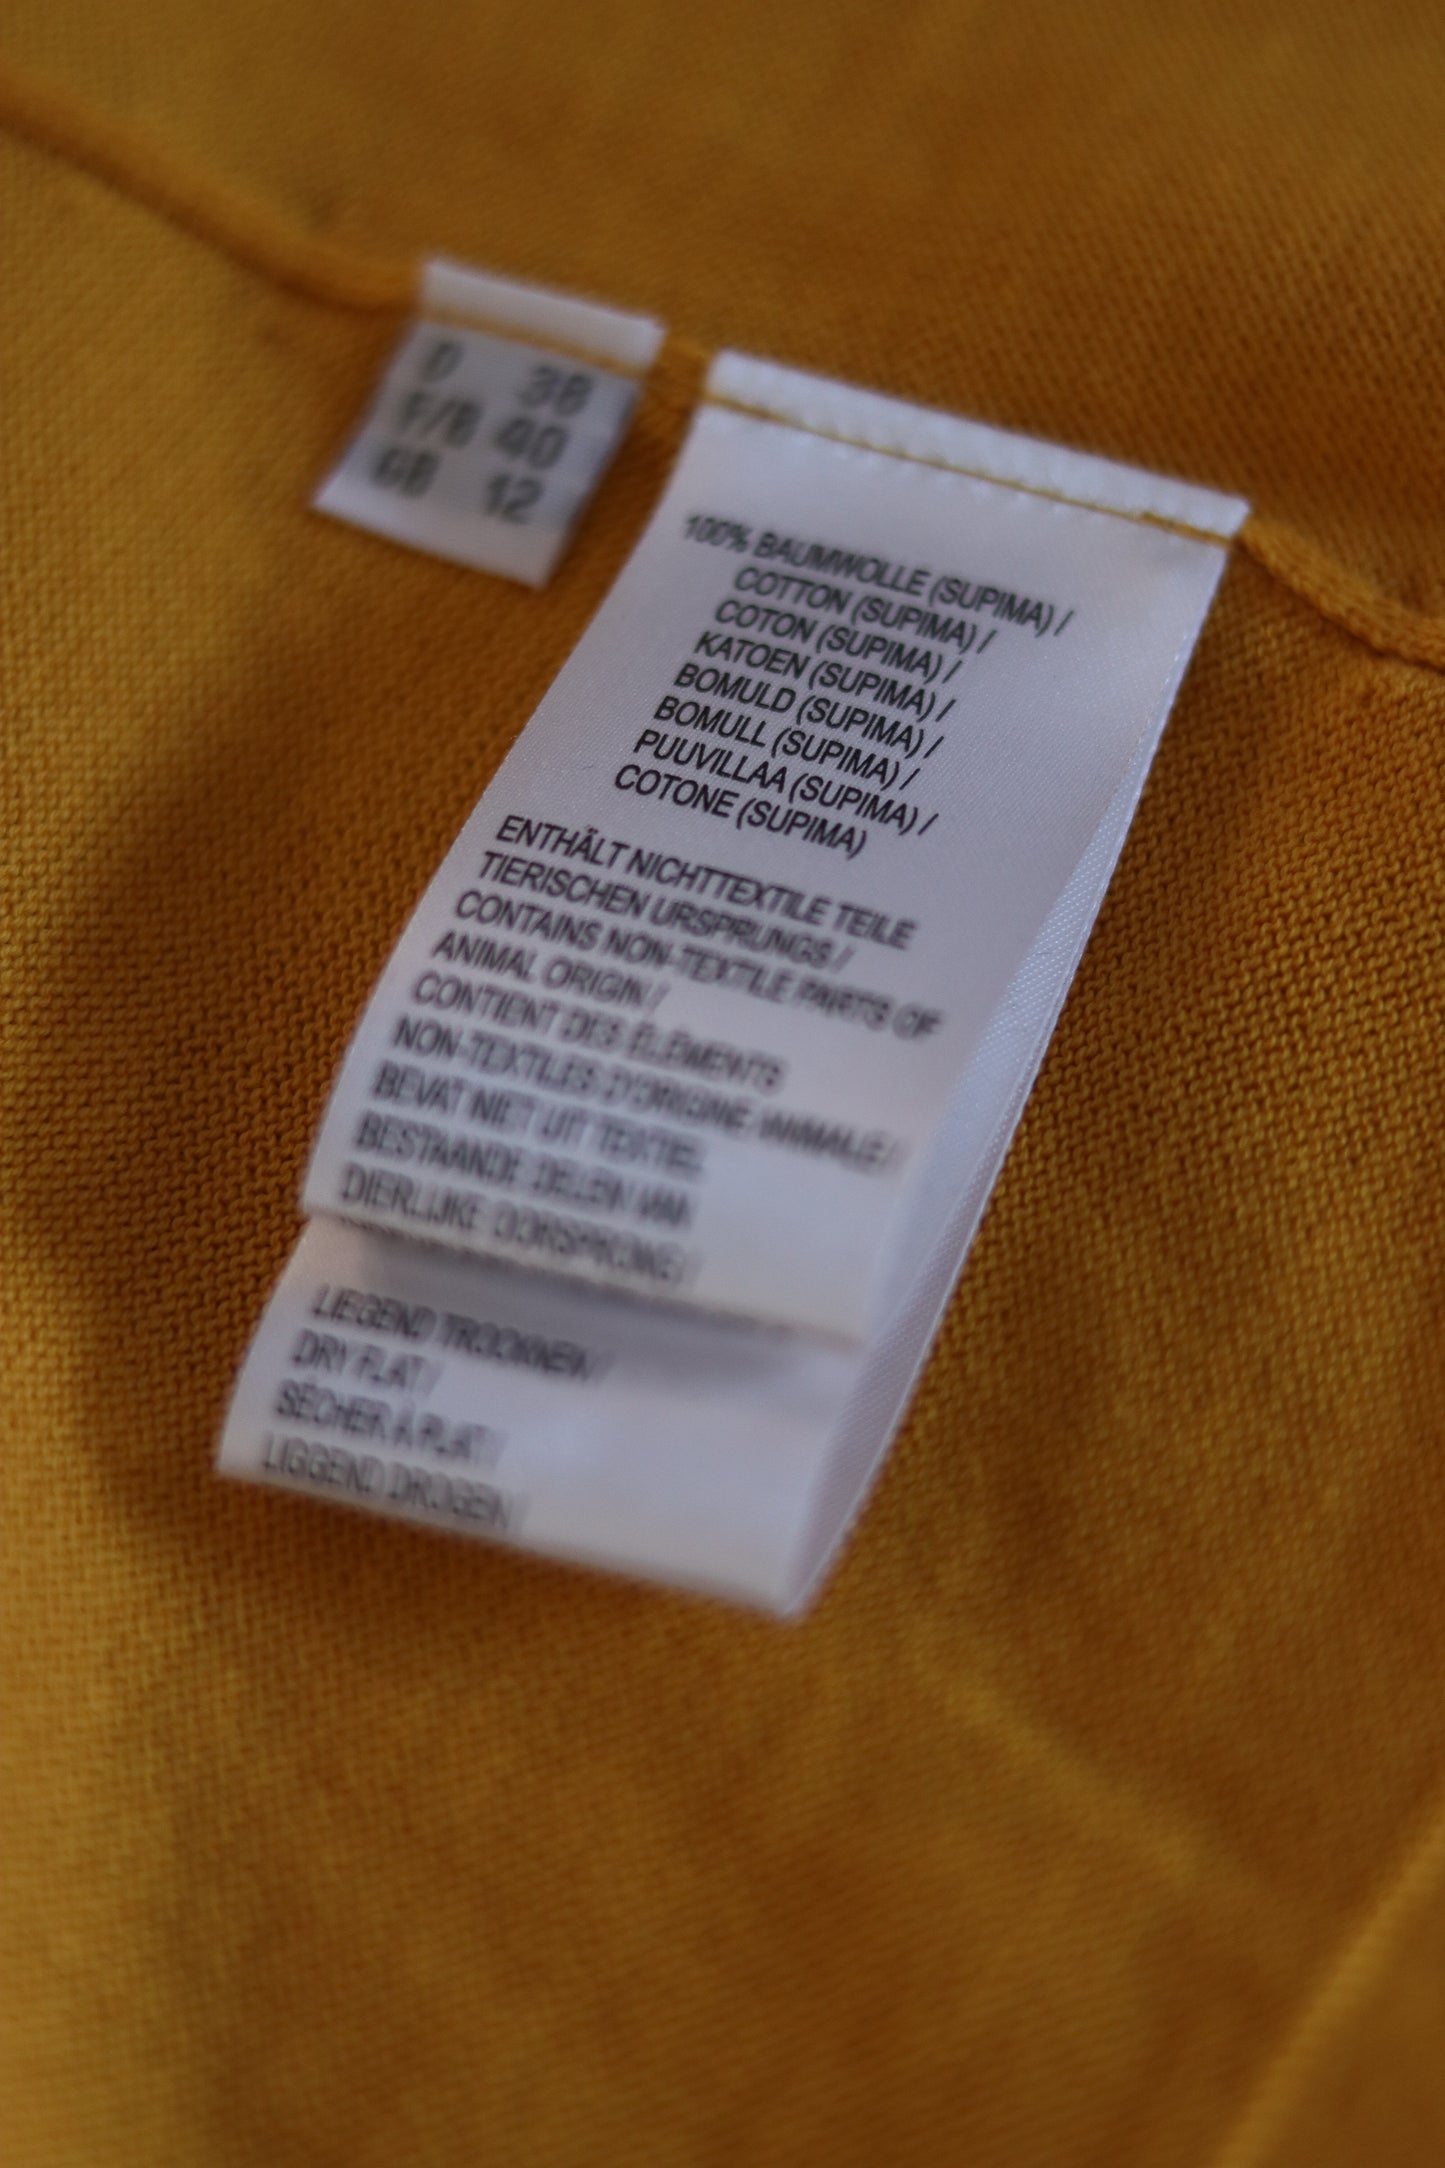 D 38
F/B 40
GB 12
100% BAUMWOLLE (SUPIMA) /
COTTON (SUPIMA) /
COTON (SUPIMA) /
KATOEN (SUPIMA) /
BOMULD (SUPIMA) /
BOMULL (SUPIMA) /
PUUVILLAA (SUPIMA) /
COTONE (SUPIMA)
ENTHÄLT NICHTTEXTILE TEILE
TIERISCHEN URSPRUNGS /
CONTAINS NON-TEXTILE PARTS OF
ANIMAL ORIGIN /
CONTIENT DES ÉLÉMENTS
NON-TEXTILES D'ORIGINE ANIMALE /
BEVAT NIET UIT TEXTIEL
BESTAANDE DELEN VAN
DIERLIJKE OORSPRONG /
LIEGEND TROCKNEN /
DRY FLAT /
SÉCHER À PLAT /
LIGGEND DROGEN /